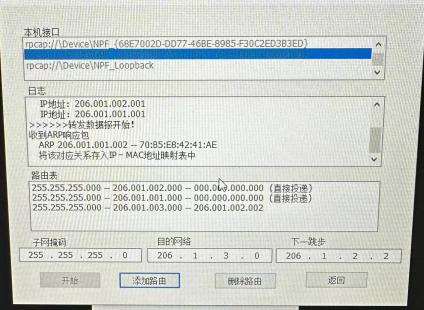 本机接口
rpcap://\Device\NPF_{68E7002D-DD77-46BE-8985-F30C2ED3B3ED}
rpcap://\Device\NPF_Loopback
日志
IP地址: 206.001.002.001
IP地址: 206.001.001.001
>>>>>>转发数据报开始!
收到ARP响应包
ARP 206.001.002.001 -- 70:B5:E8:42:41:AE
将该对应关系存入IP-MAC地址映射表中
路由表
255.255.255.000 -- 206.001.002.000 -- 000.000.000.000 (直接投递)
255.255.255.000 -- 206.001.001.000 -- 000.000.000.000 (直接投递)
255.255.255.000 -- 206.001.003.000 -- 206.001.002.002
子网掩码 目的网络 下一跳步
255 . 255 . 255 . 0 206 . 1 . 3 . 0 206 . 1 . 2 . 2
开始 添加路由 删除路由 返回